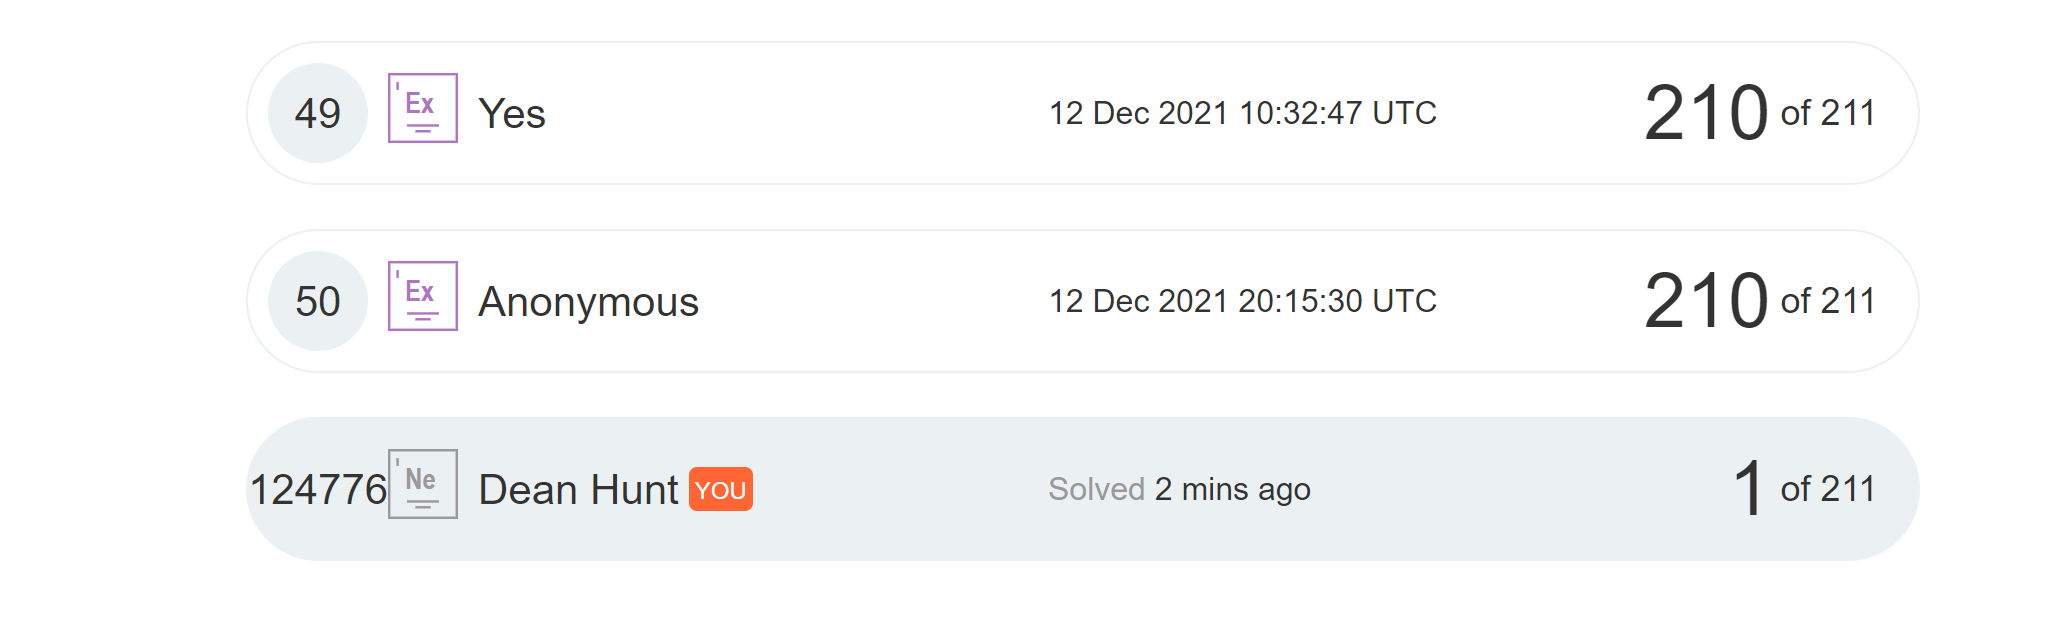 49 Ex Yes 12 Dec 2021 10:32:47 UTC 210 of 211
50 Ex Anonymous 12 Dec 2021 20:15:30 UTC 210 of 211
124776 Ne Dean Hunt YOU Solved 2 mins ago 1 of 211